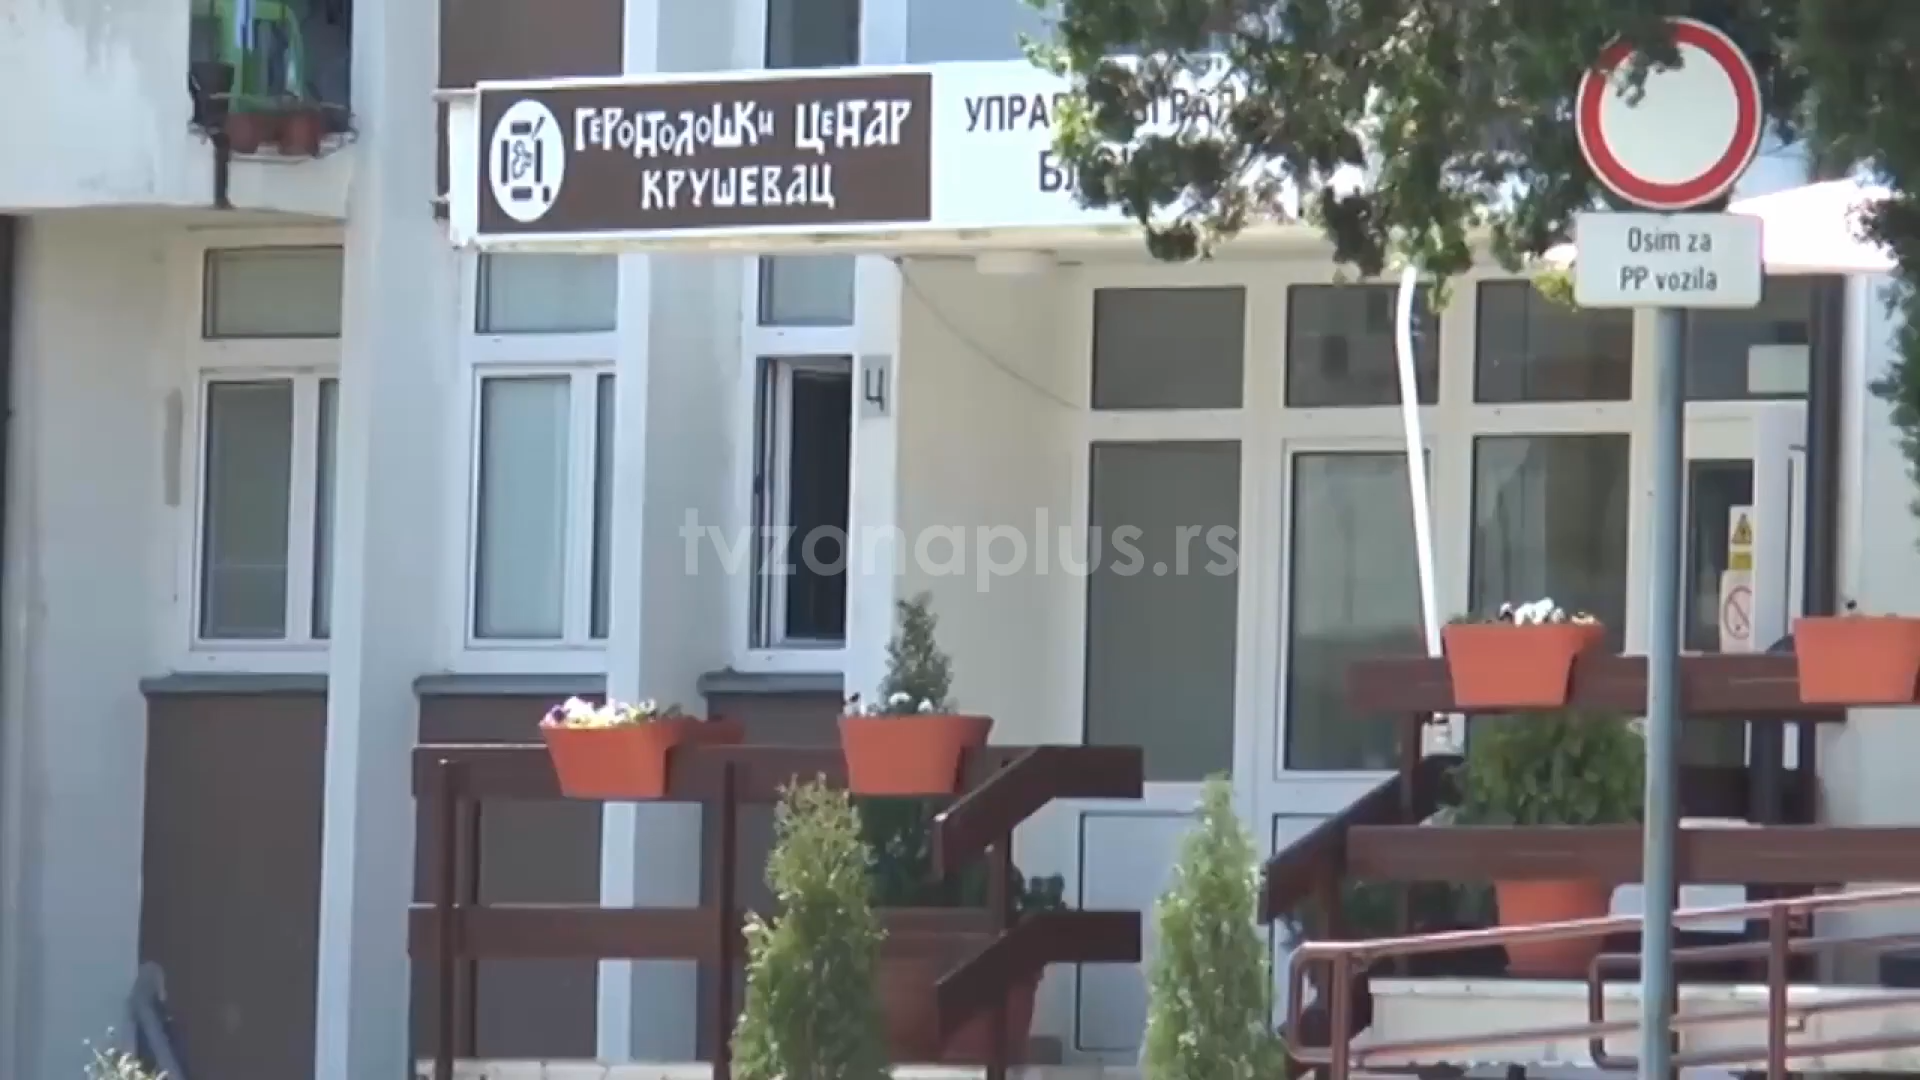 ГЕРОНТОЛОШКИ ЦЕНТАР
КРУШЕВАЦ
Osim za
PP vozila
Ц
tvzonaplus.rs